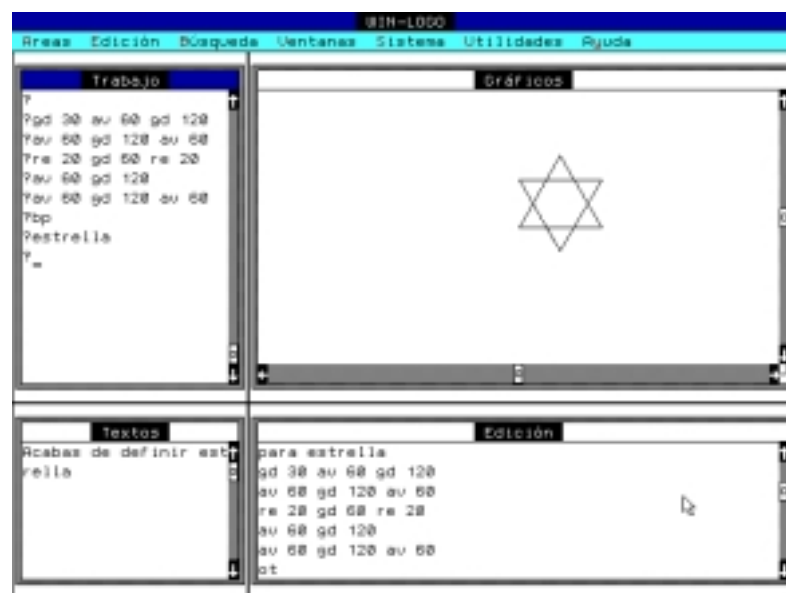 WIN-LOGO
Areas Edición Búsqueda Ventanas Sistema Utilidades Ayuda
Trabajo
?
?gd 30 av 60 gd 120
?av 60 gd 120 av 60
?re 20 gd 60 re 20
?av 60 gd 120
?av 60 gd 120 av 60
?bp
?estrella
?_
Gráficos
Textos
Acabas de definir est
rella
Edición
para estrella
gd 30 av 60 gd 120
av 60 gd 120 av 60
re 20 gd 60 re 20
av 60 gd 120
av 60 gd 120 av 60
ot